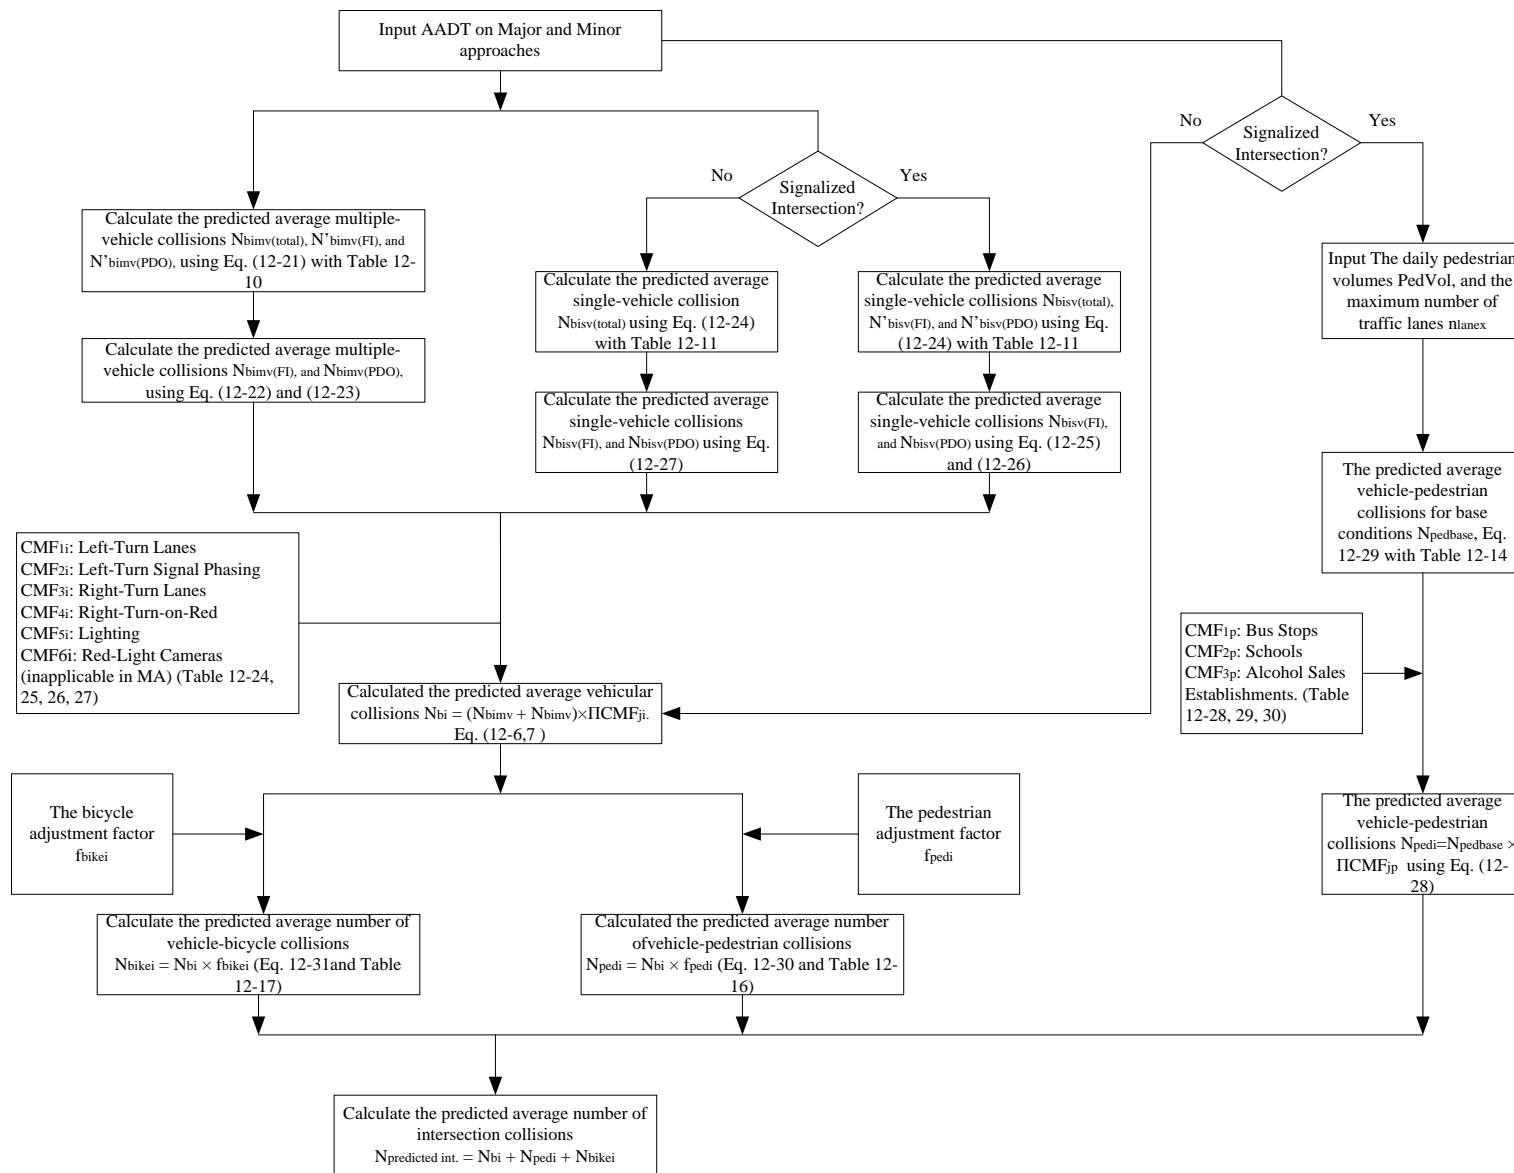 Input AADT on Major and Minor
approaches
No
Signalized
Intersection?
Yes
No
Signalized
Intersection?
Yes
Calculate the predicted average multiple-
vehicle collisions Nbimv(total), N’bimv(FI), and
N’bimv(PDO), using Eq. (12-21) with Table 12-
10
Calculate the predicted average
single-vehicle collision
Nbisv(total) using Eq. (12-24)
with Table 12-11
Calculate the predicted average
single-vehicle collisions Nbisv(total),
N’bisv(FI), and N’bisv(PDO) using Eq.
(12-24) with Table 12-11
Input The daily pedestrian
volumes PedVol, and the
maximum number of
traffic lanes nlanex
Calculate the predicted average multiple-
vehicle collisions Nbimv(FI), and Nbimv(PDO),
using Eq. (12-22) and (12-23)
Calculate the predicted average
single-vehicle collisions
Nbisv(FI), and Nbisv(PDO) using Eq.
(12-27)
Calculate the predicted average
single-vehicle collisions Nbisv(FI),
and Nbisv(PDO) using Eq. (12-25)
and (12-26)
The predicted average
vehicle-pedestrian
collisions for base
conditions Npedbase, Eq.
12-29 with Table 12-14
CMF1i: Left-Turn Lanes
CMF2i: Left-Turn Signal Phasing
CMF3i: Right-Turn Lanes
CMF4i: Right-Turn-on-Red
CMF5i: Lighting
CMF6i: Red-Light Cameras
(inapplicable in MA) (Table 12-24,
25, 26, 27)
CMF1p: Bus Stops
CMF2p: Schools
CMF3p: Alcohol Sales
Establishments. (Table
12-28, 29, 30)
Calculated the predicted average vehicular
collisions Nbi = (Nbimv + Nbimv)×ΠCMFji.
Eq. (12-6,7 )
The bicycle
adjustment factor
fbikei
The pedestrian
adjustment factor
fpedi
The predicted average
vehicle-pedestrian
collisions Npedi=Npedbase ×
ΠCMFjp using Eq. (12-
28)
Calculate the predicted average number of
vehicle-bicycle collisions
Nbikei = Nbi × fbikei (Eq. 12-31and Table
12-17)
Calculated the predicted average number
ofvehicle-pedestrian collisions
Npedi = Nbi × fpedi (Eq. 12-30 and Table 12-
16)
Calculate the predicted average number of
intersection collisions
Npredicted int. = Nbi + Npedi + Nbikei